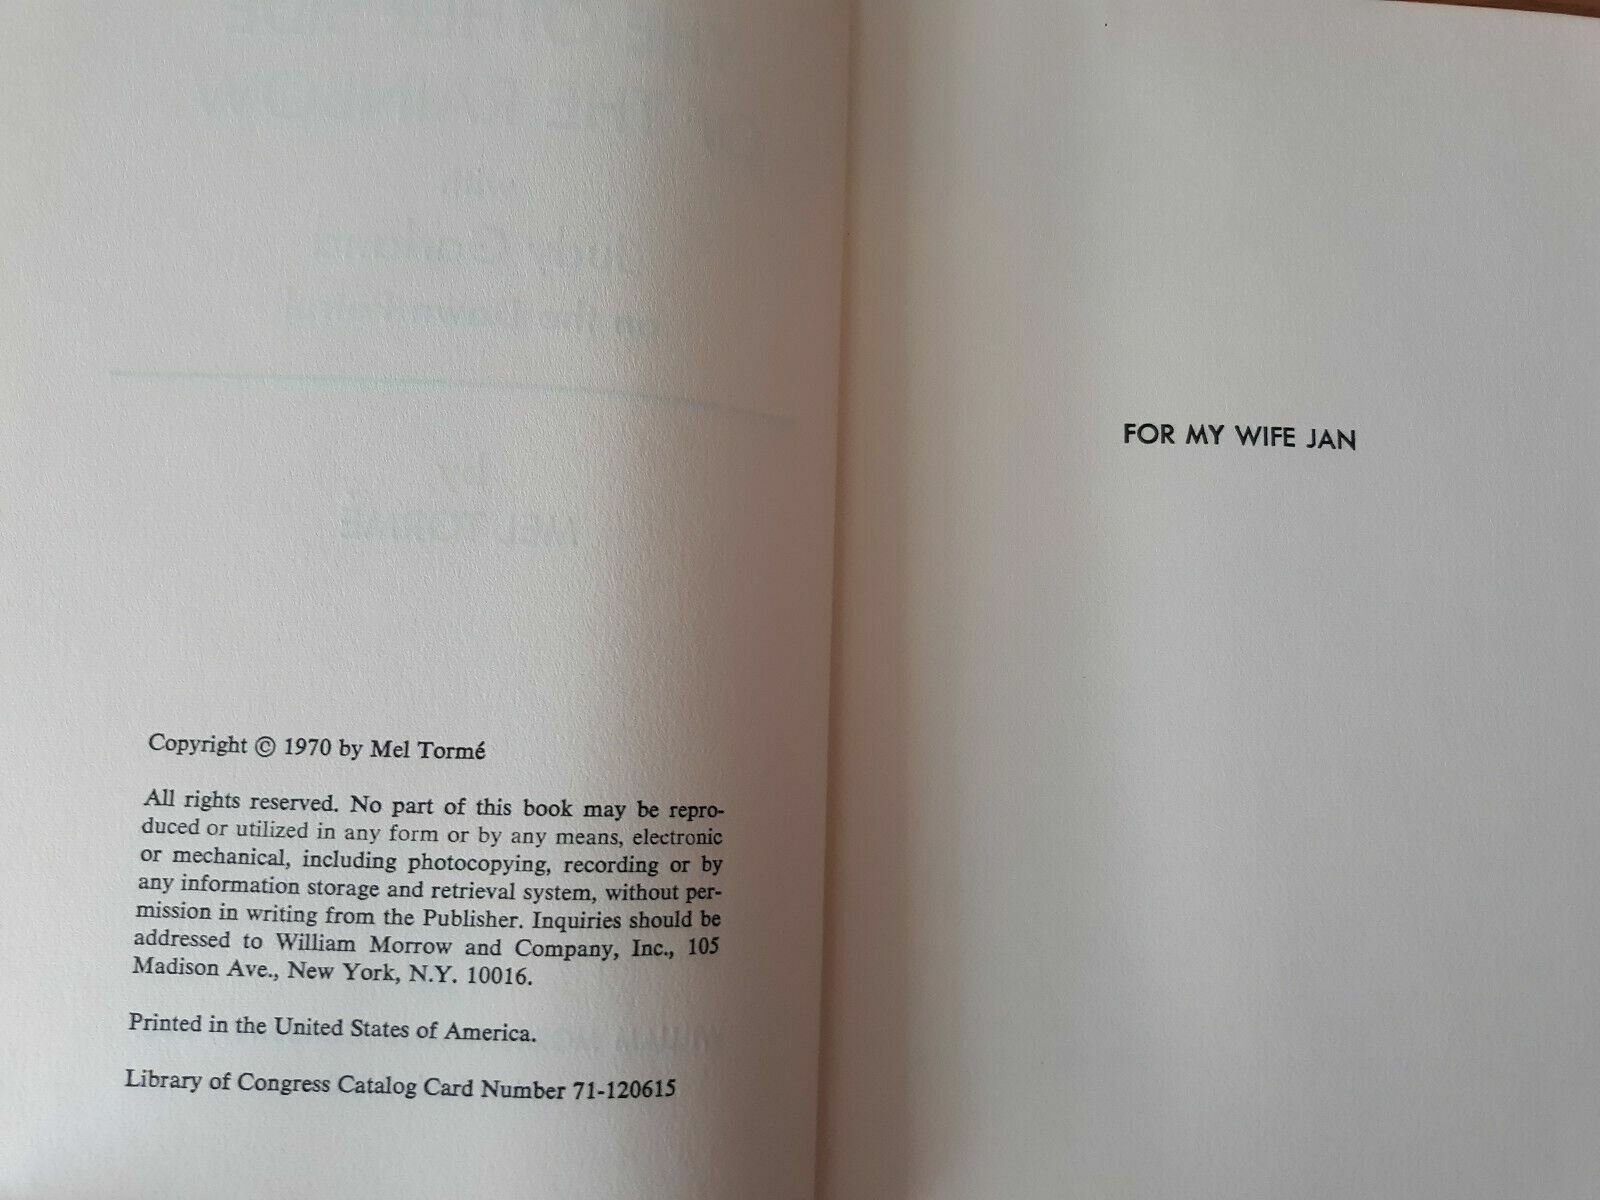 Copyright © 1970 by Mel Tormé
All rights reserved. No part of this book may be repro-
duced or utilized in any form or by any means, electronic
or mechanical, including photocopying, recording or by
any information storage and retrieval system, without per-
mission in writing from the Publisher. Inquiries should be
addressed to William Morrow and Company, Inc., 105
Madison Ave., New York, N.Y. 10016.
Printed in the United States of America.
Library of Congress Catalog Card Number 71-120615
FOR MY WIFE JAN